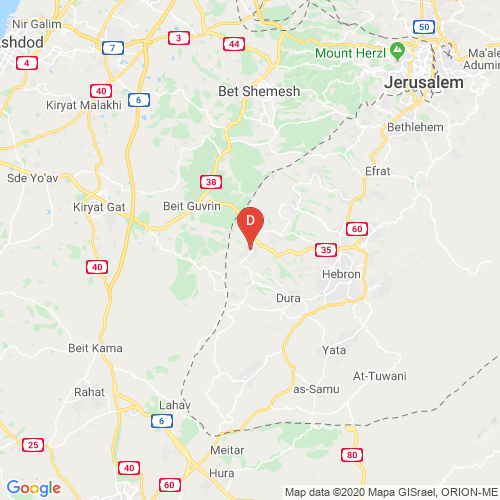 Nir Galim
Ashdod
3
50
44
7
Mount Herzl
Ma'ale
Adumim
4
40
Bet Shemesh
Jerusalem
Kiryat Malakhi
6
Bethlehem
Sde Yo'av
38
Efrat
Kiryat Gat
Beit Guvrin
D
60
35
40
Hebron
Dura
Beit Kama
Yata
Rahat
At-Tuwani
as-Samu
Lahav
6
25
Meitar
80
40
Hura
60
Google
Map data ©2020 Mapa GISrael, ORION-ME